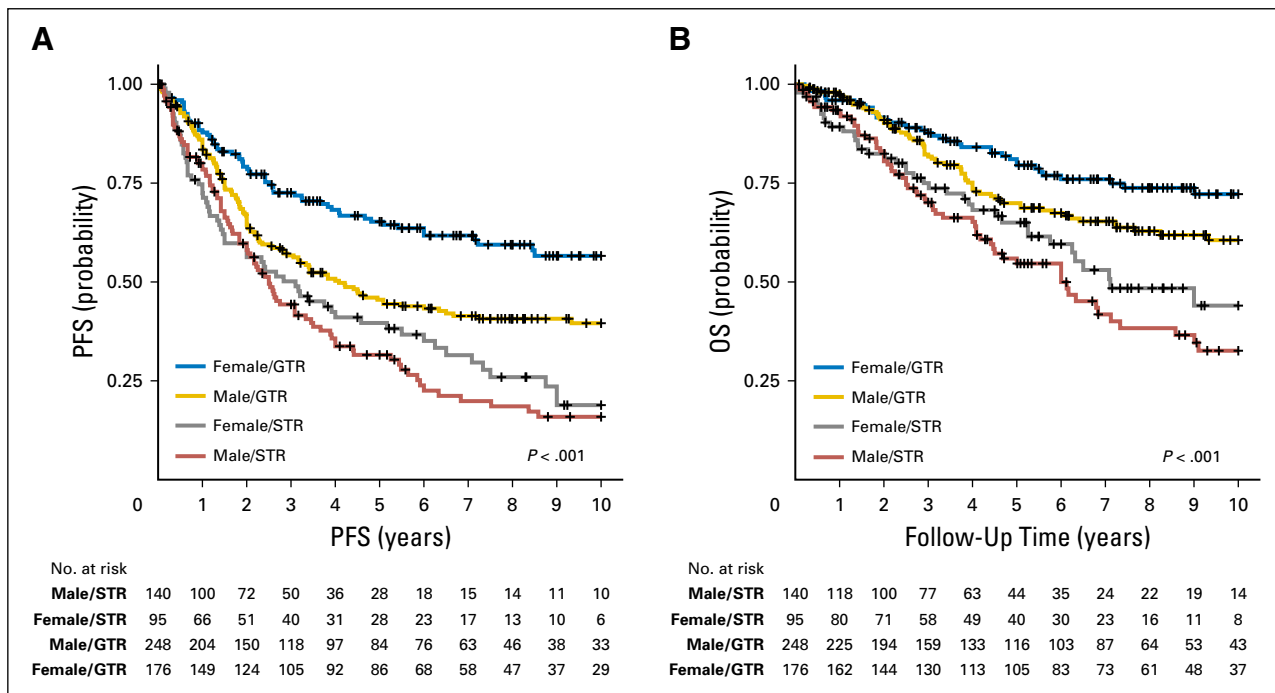 A
1.00
0.75
0.50
0.25
PFS (probability)
Female/GTR
Male/GTR
Female/STR
Male/STR
P < .001
0 1 2 3 4 5 6 7 8 9 10
PFS (years)
No. at risk
Male/STR 140 100 72 50 36 28 18 15 14 11 10
Female/STR 95 66 51 40 31 28 23 17 13 10 6
Male/GTR 248 204 150 118 97 84 76 63 46 38 33
Female/GTR 176 149 124 105 92 86 68 58 47 37 29
B
1.00
0.75
0.50
0.25
OS (probability)
Female/GTR
Male/GTR
Female/STR
Male/STR
P < .001
0 1 2 3 4 5 6 7 8 9 10
Follow-Up Time (years)
No. at risk
Male/STR 140 118 100 77 63 44 35 24 22 19 14
Female/STR 95 80 71 58 49 40 30 23 16 11 8
Male/GTR 248 225 194 159 133 116 103 87 64 53 43
Female/GTR 176 162 144 130 113 105 83 73 61 48 37